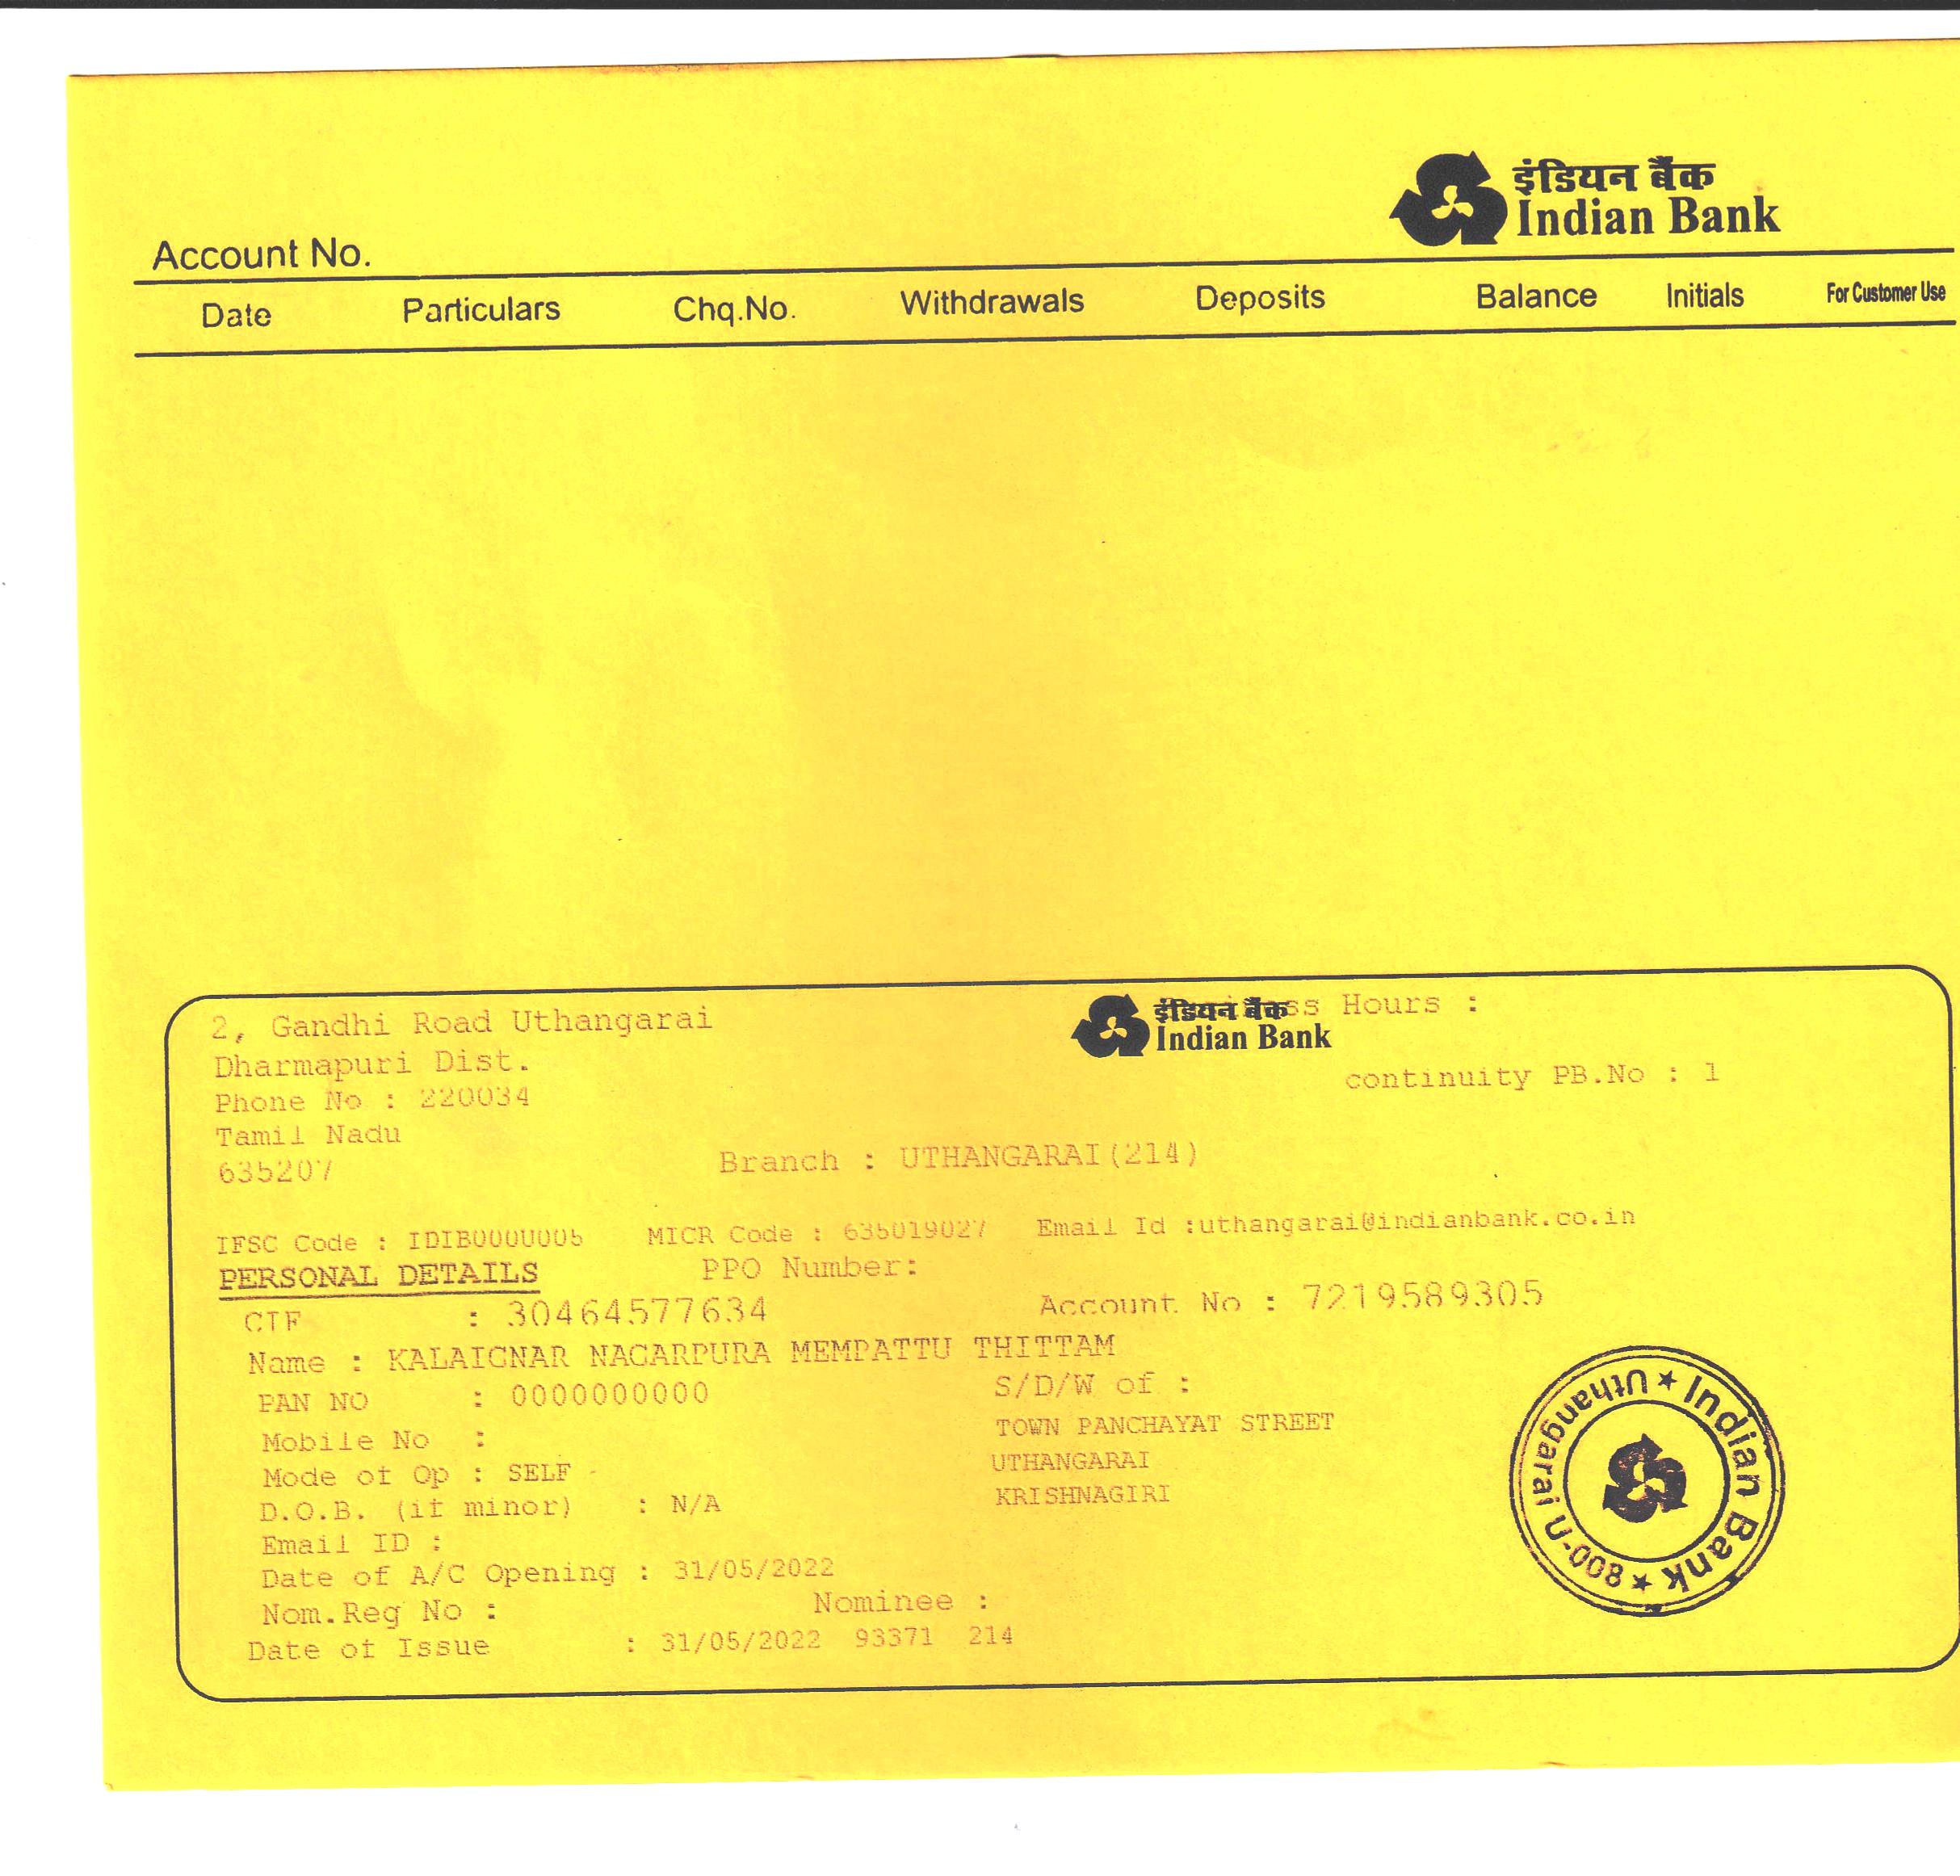 इंडियन बैंक
Indian Bank
Account No.
Date Particulars Chq.No. Withdrawals Deposits Balance Initials For Customer Use
2, Gandhi Road Uthangarai
इंडियन बैंक Hours :
Indian Bank
Dharmapuri Dist.
continuity PB.No : 1
Phone No : 220034
Tamil Nadu
635207
Branch : UTHANGARAI(214)
IFSC Code : IDIB000U005 MICR Code : 635019027 Email Id :uthangarai@indianbank.co.in
PERSONAL DETAILS PPO Number:
CIF : 30464577634 Account No : 7219589305
Name : KALAIGNAR NAGARPURA MEMPATTU THITTAM
PAN NO : 0000000000 S/D/W of :
Mobile No : TOWN PANCHAYAT STREET
Mode of Op : SELF UTHANGARAI
D.O.B. (if minor) : N/A KRISHNAGIRI
Email ID :
Date of A/C Opening : 31/05/2022
Nom.Reg No : Nominee :
Date of Issue : 31/05/2022 93371 214
Indian Bank ★ Uthangarai U-008 ★